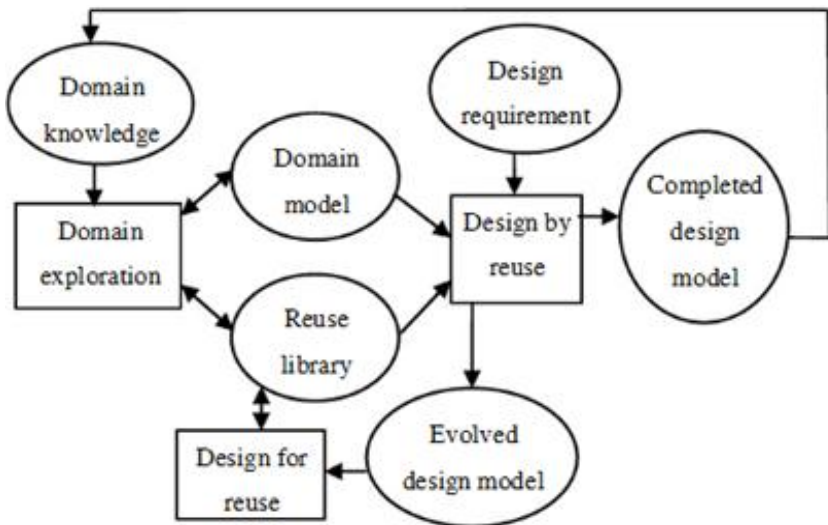 Domain
knowledge
Design
requirement
Domain
model
Completed
design
model
Domain
exploration
Design by
reuse
Reuse
library
Evolved
design model
Design for
reuse